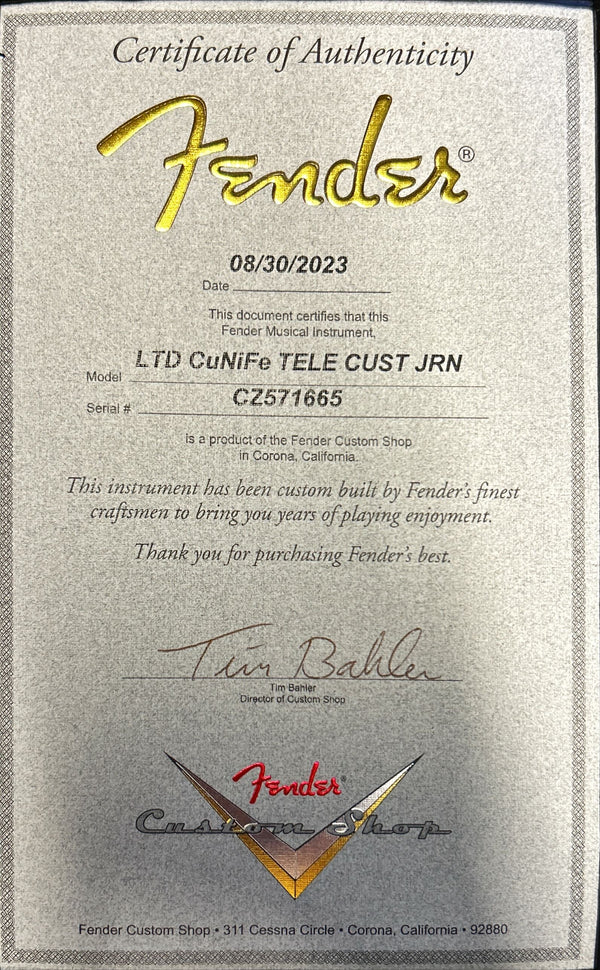 Certificate of Authenticity
Fender®
08/30/2023
Date
This document certifies that this
Fender Musical Instrument,
LTD CuNiFe TELE CUST JRN
Model
CZ571665
Serial #
is a product of the Fender Custom Shop
in Corona, California.
This instrument has been custom built by Fender's finest
craftsmen to bring you years of playing enjoyment.
Thank you for purchasing Fender's best.
Tim Bahler
Tim Bahler
Director of Custom Shop
Fender®
Custom Shop
Fender Custom Shop • 311 Cessna Circle • Corona, California • 92880